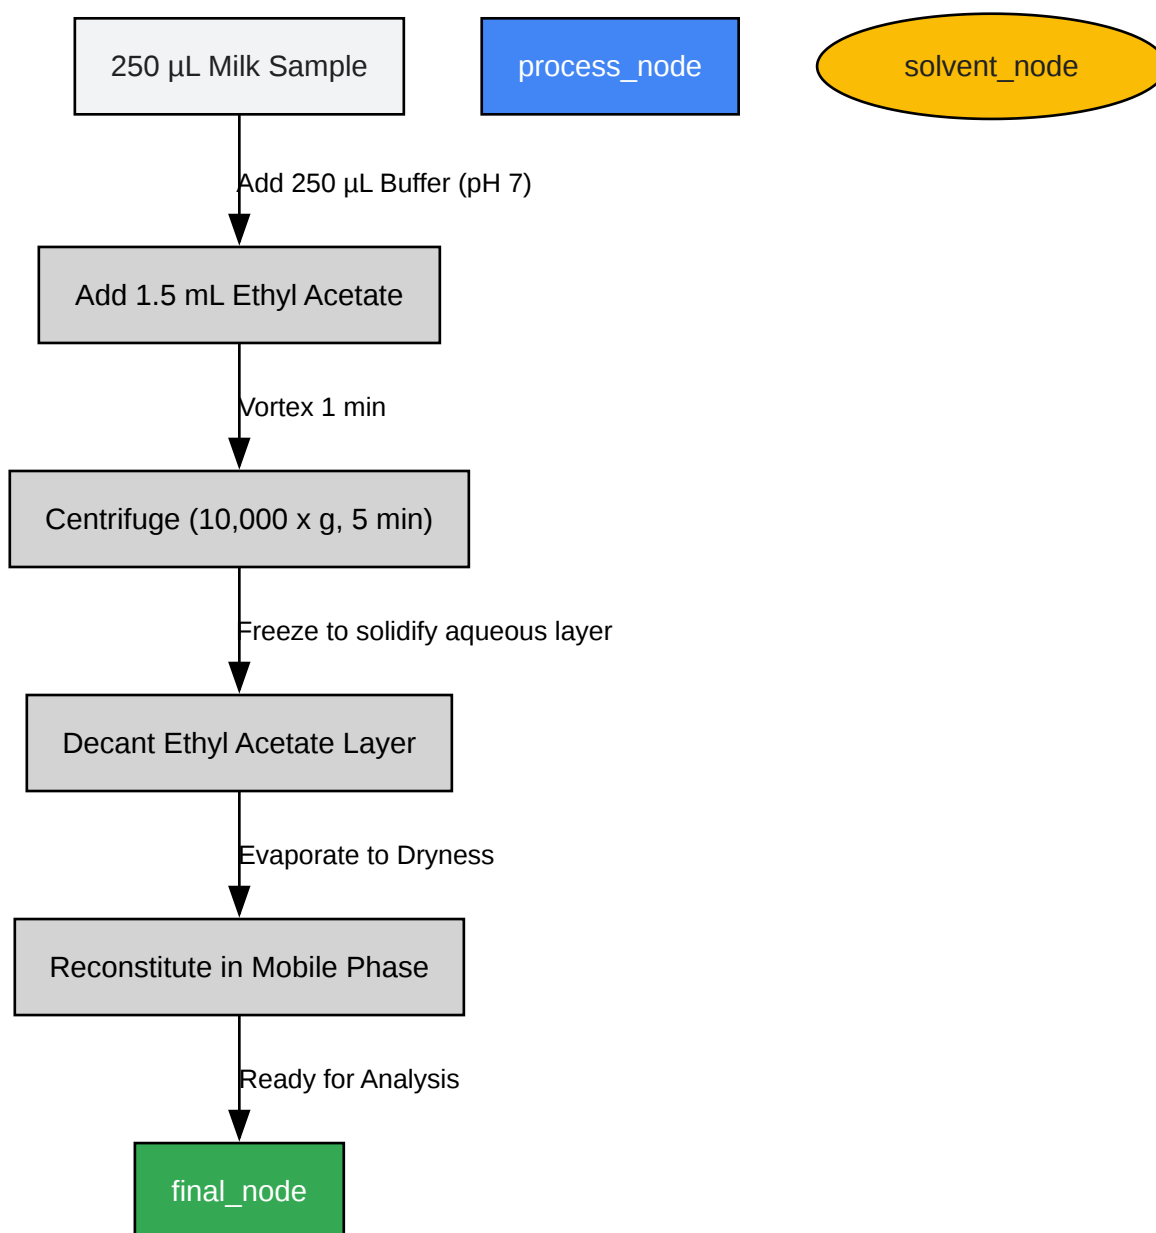 250 µL Milk Sample
process_node
solvent_node
Add 250 µL Buffer (pH 7)
Add 1.5 mL Ethyl Acetate
Vortex 1 min
Centrifuge (10,000 x g, 5 min)
Freeze to solidify aqueous layer
Decant Ethyl Acetate Layer
Evaporate to Dryness
Reconstitute in Mobile Phase
Ready for Analysis
final_node